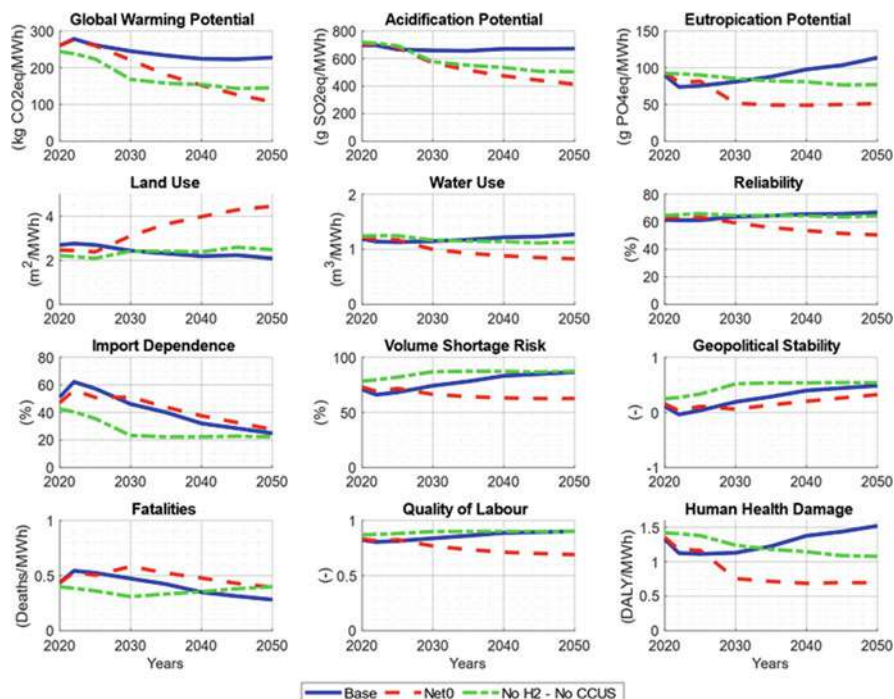 Global Warming Potential
Acidification Potential
Eutropication Potential
(kg CO2eq/MWh)
300
200
100
0
2020 2030 2040 2050
(g SO2eq/MWh)
800
600
400
200
0
2020 2030 2040 2050
(g PO4eq/MWh)
150
100
50
0
2020 2030 2040 2050
Land Use
Water Use
Reliability
(m²/MWh)
4
2
0
2020 2030 2040 2050
(m³/MWh)
2
1
0
2020 2030 2040 2050
(%)
80
60
40
20
0
2020 2030 2040 2050
Import Dependence
Volume Shortage Risk
Geopolitical Stability
(%)
80
60
40
20
0
2020 2030 2040 2050
(%)
100
50
0
2020 2030 2040 2050
(-)
1
0
-1
2020 2030 2040 2050
Fatalities
Quality of Labour
Human Health Damage
(Deaths/MWh)
1
0.5
0
2020 2030 2040 2050
Years
(-)
1
0.5
0
2020 2030 2040 2050
Years
(DALY/MWh)
1.5
1
0.5
0
2020 2030 2040 2050
Years
Base Net0 No H2 - No CCUS